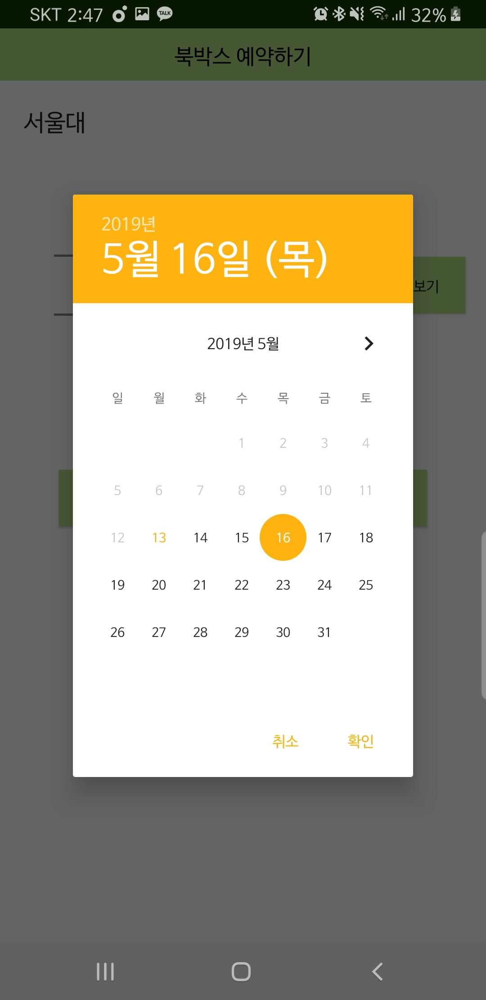 SKT 2:47 TALK 32%
북박스 예약하기
서울대
2019년
5월 16일 (목)
보기
2019년 5월
일 월 화 수 목 금 토
1 2 3 4
5 6 7 8 9 10 11
12 13 14 15 16 17 18
19 20 21 22 23 24 25
26 27 28 29 30 31
취소 확인